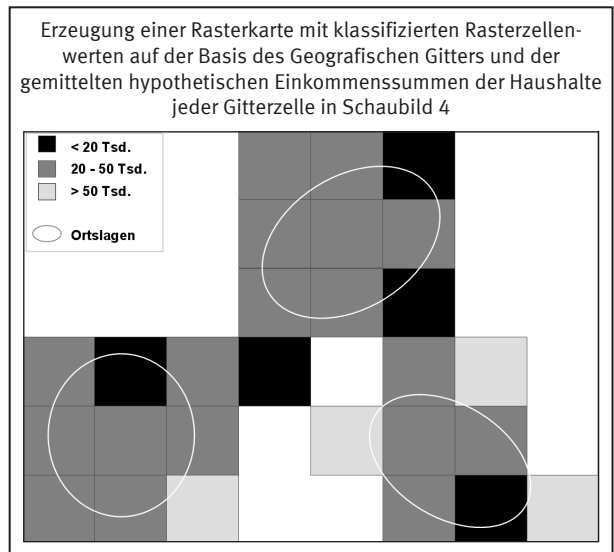 Erzeugung einer Rasterkarte mit klassifizierten Rasterzellen-
werten auf der Basis des Geografischen Gitters und der
gemittelten hypothetischen Einkommenssummen der Haushalte
jeder Gitterzelle in Schaubild 4
< 20 Tsd.
20 - 50 Tsd.
> 50 Tsd.
Ortslagen